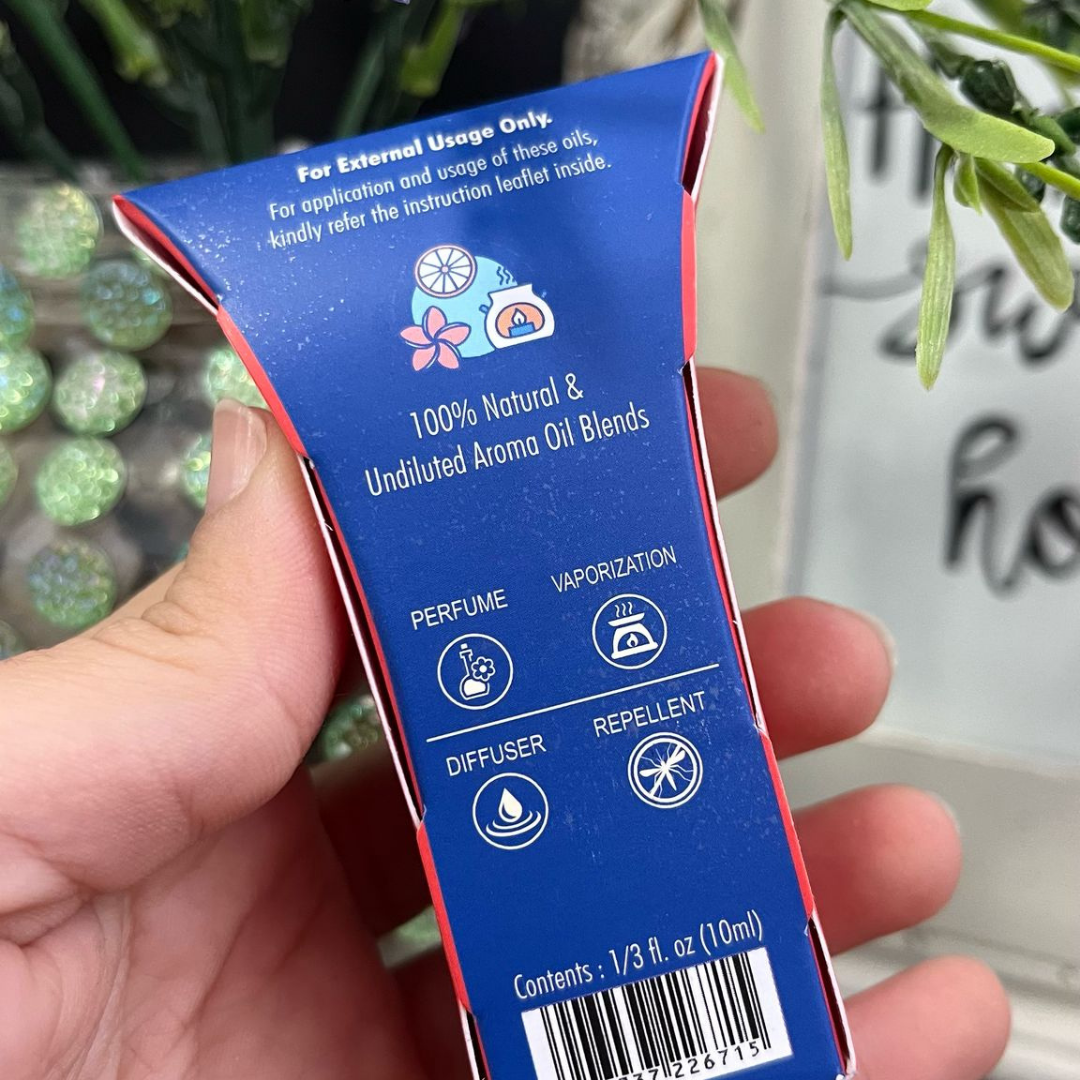 For External Usage Only.
For application and usage of these oils,
kindly refer the instruction leaflet inside.
100% Natural &
Undiluted Aroma Oil Blends
PERFUME
VAPORIZATION
DIFFUSER
REPELLENT
Contents : 1/3 fl. oz (10ml)
226715